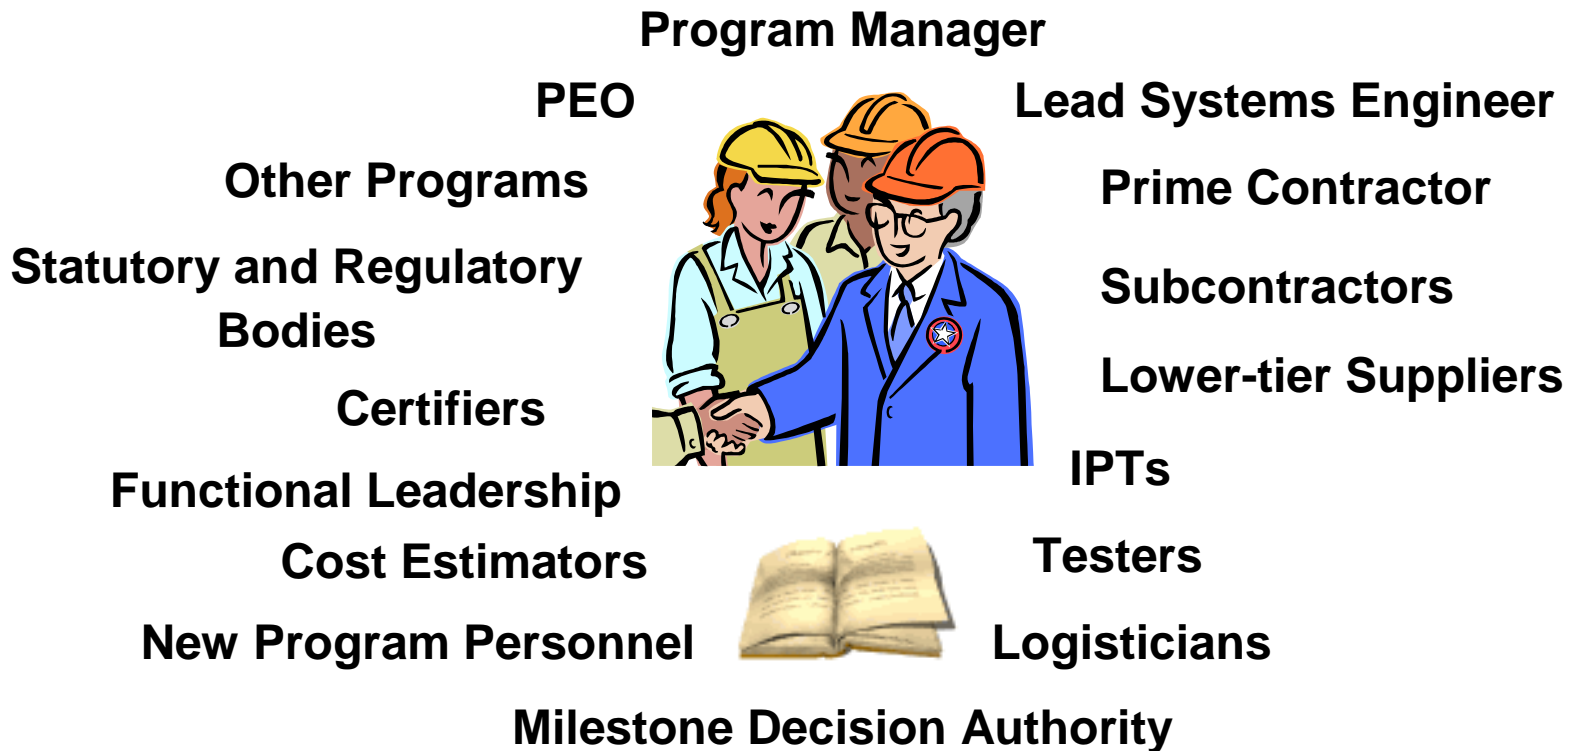 Program Manager
PEO
Lead Systems Engineer
Other Programs
Prime Contractor
Statutory and Regulatory
Bodies
Subcontractors
Lower-tier Suppliers
Certifiers
IPTs
Functional Leadership
Cost Estimators
Testers
New Program Personnel
Logisticians
Milestone Decision Authority